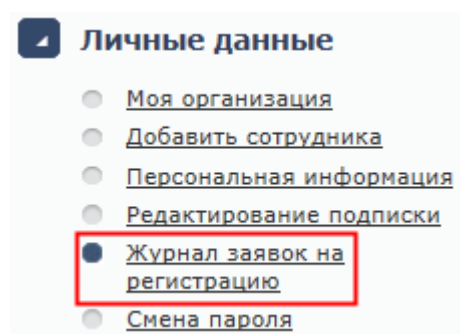 Личные данные
Моя организация
Добавить сотрудника
Персональная информация
Редактирование подписки
Журнал заявок на
регистрацию
Смена пароля